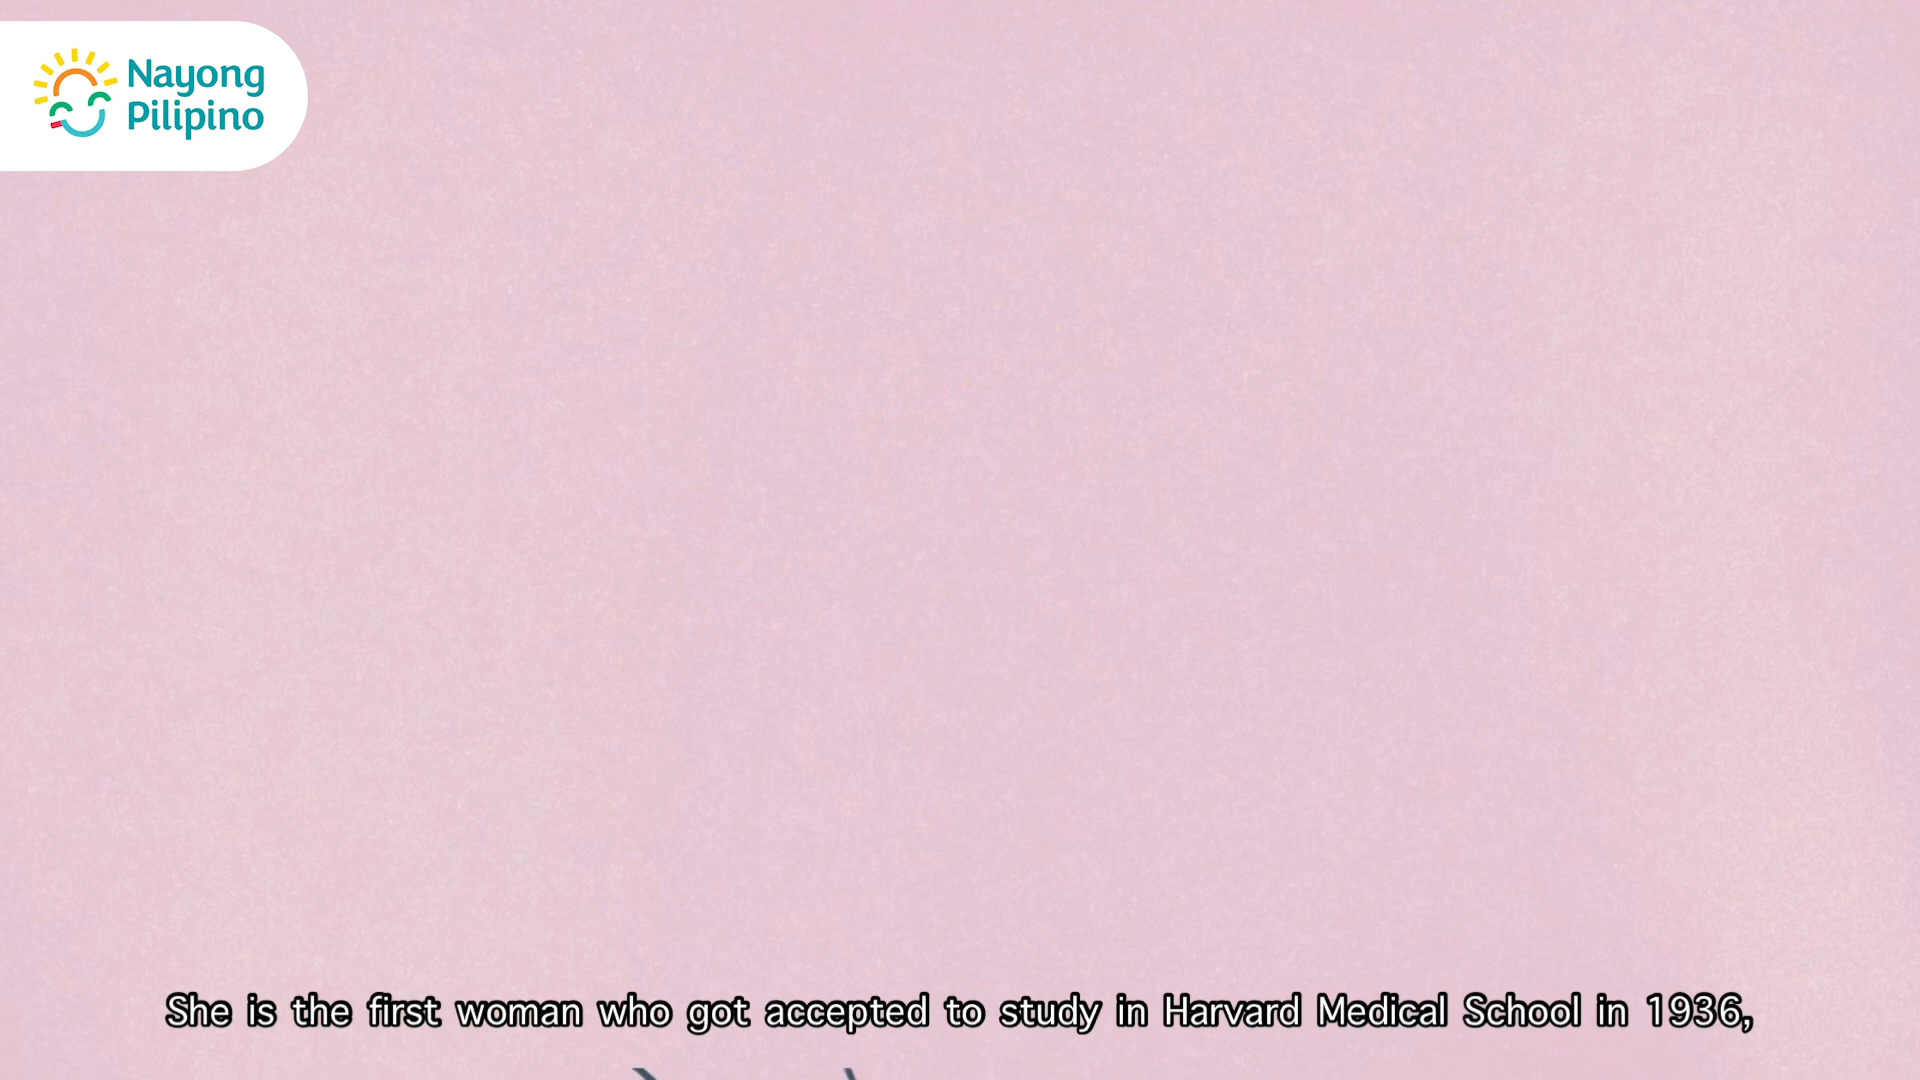 Nayong
Pilipino
She is the first woman who got accepted to study in Harvard Medical School in 1936,